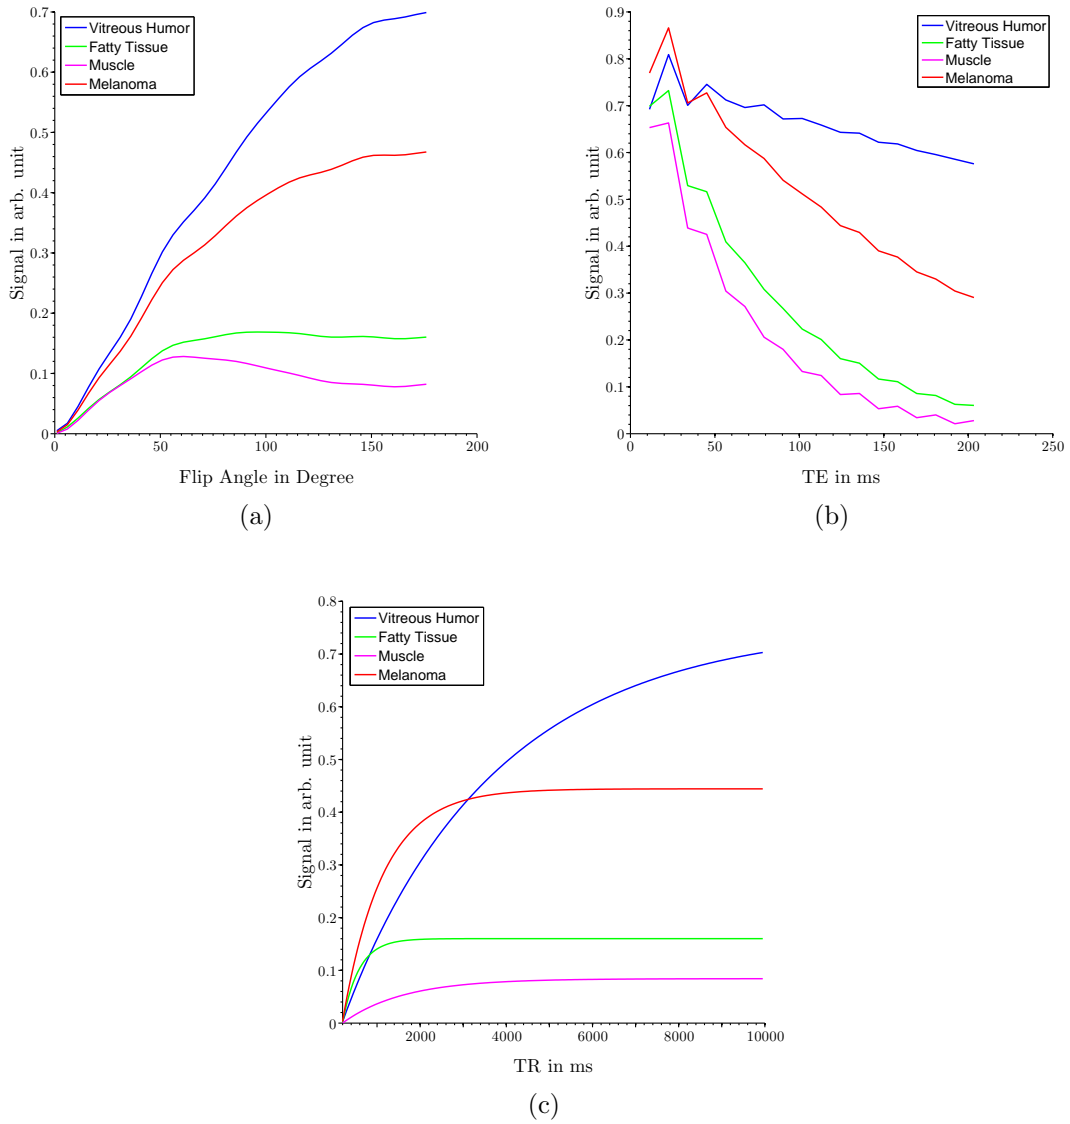 Vitreous Humor
Fatty Tissue
Muscle
Melanoma
0.7
0.6
0.5
0.4
0.3
0.2
0.1
0
0
50
100
150
200
Signal in arb. unit
Flip Angle in Degree
(a)
Vitreous Humor
Fatty Tissue
Muscle
Melanoma
0.9
0.8
0.7
0.6
0.5
0.4
0.3
0.2
0.1
0
0
50
100
150
200
250
Signal in arb. unit
TE in ms
(b)
Vitreous Humor
Fatty Tissue
Muscle
Melanoma
0.8
0.7
0.6
0.5
0.4
0.3
0.2
0.1
0
2000
4000
6000
8000
10000
Signal in arb. unit
TR in ms
(c)